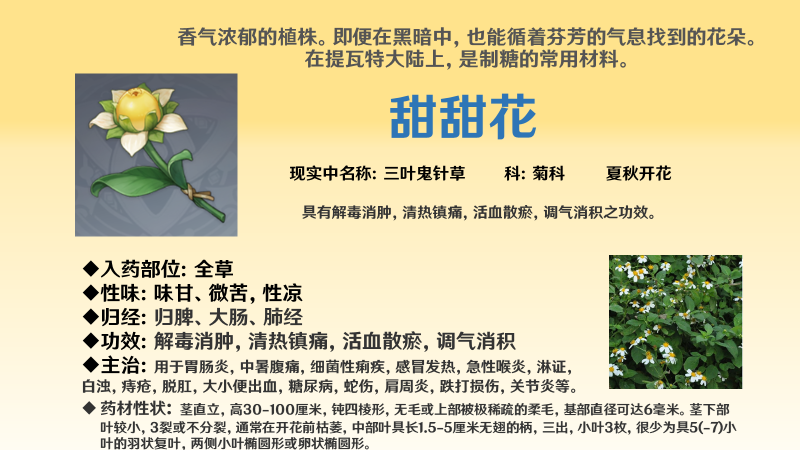 香气浓郁的植株。即便在黑暗中，也能循着芬芳的气息找到的花朵。
在提瓦特大陆上，是制糖的常用材料。
甜甜花
现实中名称：三叶鬼针草 科：菊科 夏秋开花
具有解毒消肿，清热镇痛，活血散瘀，调气消积之功效。
◆入药部位：全草
◆性味：味甘、微苦，性凉
◆归经：归脾、大肠、肺经
◆功效：解毒消肿，清热镇痛，活血散瘀，调气消积
◆主治：用于胃肠炎，中暑腹痛，细菌性痢疾，感冒发热，急性喉炎，淋证，
白浊，痔疮，脱肛，大小便出血，糖尿病，蛇伤，肩周炎，跌打损伤，关节炎等。
◆ 药材性状：茎直立，高30-100厘米，钝四棱形，无毛或上部被极稀疏的柔毛，基部直径可达6毫米。茎下部
叶较小，3裂或不分裂，通常在开花前枯萎，中部叶具长1.5-5厘米无翅的柄，三出，小叶3枚，很少为具5(-7)小
叶的羽状复叶，两侧小叶椭圆形或卵状椭圆形。